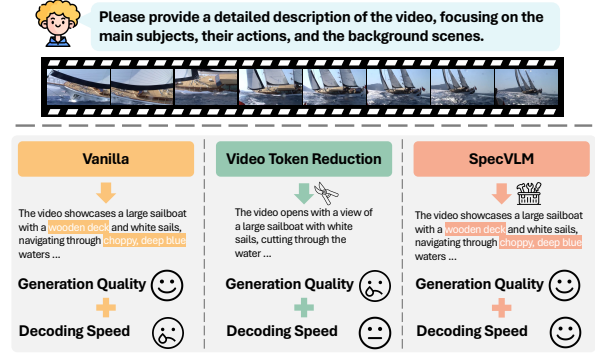 Please provide a detailed description of the video, focusing on the
main subjects, their actions, and the background scenes.
Vanilla
The video showcases a large sailboat
with a wooden deck and white sails,
navigating through choppy, deep blue
waters ...
Generation Quality
Decoding Speed
Video Token Reduction
The video opens with a view of
a large sailboat with white
sails, cutting through the
water ...
Generation Quality
Decoding Speed
SpecVLM
The video showcases a large sailboat
with a wooden deck and white sails,
navigating through choppy, deep blue
waters ...
Generation Quality
Decoding Speed